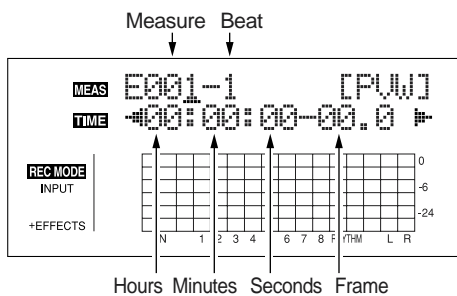 Measure Beat
MEAS E001-1 [PVW]
TIME 00:00:00-00.0
REC MODE
INPUT
0
-6
-24
+EFFECTS
N 1 2 3 4 6 7 8 L R
Hours Minutes Seconds Frame